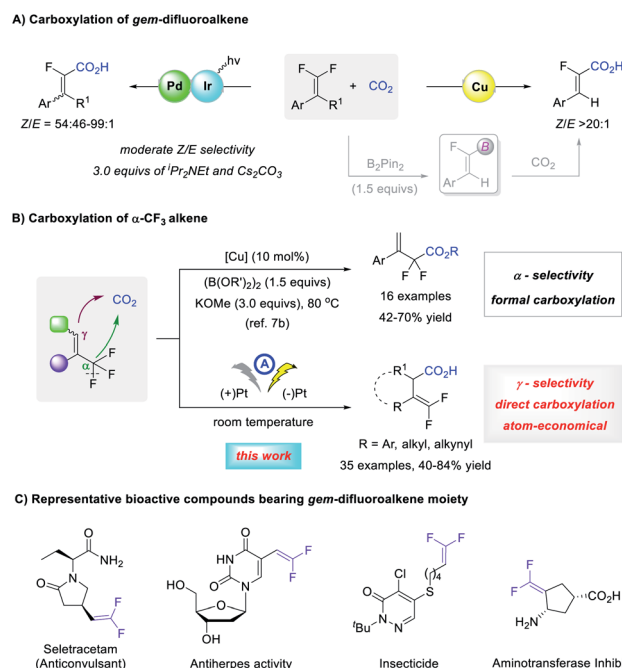 A) Carboxylation of gem-difluoroalkene
F CO₂H
Ar R¹
Z/E = 54:46-99:1
Pd Ir hν
moderate Z/E selectivity
3.0 equivs of ⁱPr₂NEt and Cs₂CO₃
F F
Ar R¹
+ CO₂
Cu
F CO₂H
Ar H
Z/E >20:1
B₂Pin₂
(1.5 equivs)
F B
Ar H
CO₂
B) Carboxylation of α-CF₃ alkene
CO₂
γ
α F
F
F
[Cu] (10 mol%)
(B(OR')₂)₂ (1.5 equivs)
KOMe (3.0 equivs), 80 °C
(ref. 7b)
Ar CO₂R
F F
16 examples
42-70% yield
α - selectivity
formal carboxylation
A
(+)Pt (-)Pt
room temperature
this work
R¹ CO₂H
R F
F
R = Ar, alkyl, alkynyl
35 examples, 40-84% yield
γ - selectivity
direct carboxylation
atom-economical
C) Representative bioactive compounds bearing gem-difluoroalkene moiety
O
NH₂
O N
F
F
Seletracetam
(Anticonvulsant)
O F
HN F
O N
HO
O
OH
Antiherpes activity
F F
( )₄
Cl
O S
N
ᵗBu N
Insecticide
F
F
CO₂H
H₂N
Aminotransferase Inhib